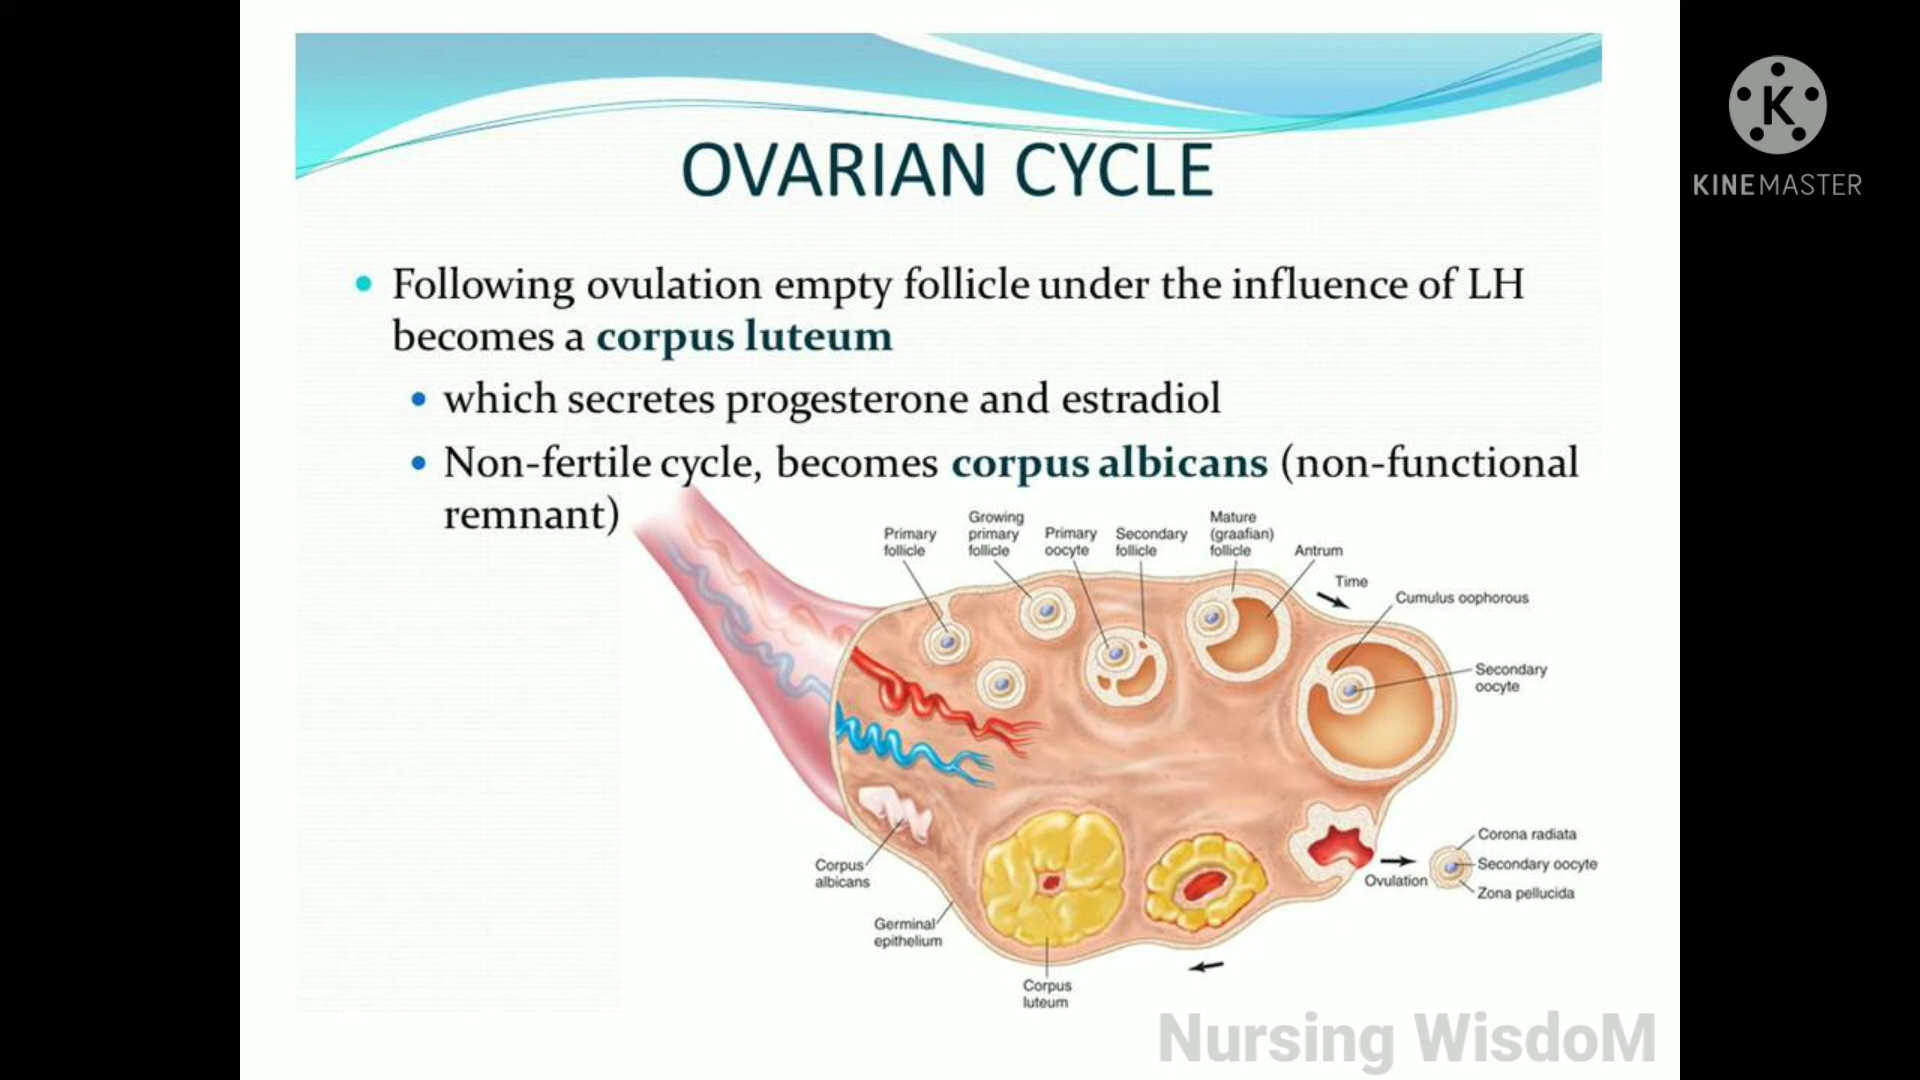 OVARIAN CYCLE
Following ovulation empty follicle under the influence of LH
becomes a corpus luteum
which secretes progesterone and estradiol
Non-fertile cycle, becomes corpus albicans (non-functional
remnant)
Primary
follicle
Growing
primary
follicle
Primary
oocyte
Secondary
follicle
Mature
(graafian)
follicle
Antrum
Time
Cumulus oophorous
Secondary
oocyte
Corona radiata
Secondary oocyte
Zona pellucida
Ovulation
Corpus
albicans
Germinal
epithelium
Corpus
luteum
Nursing WisdoM
K
KINEMASTER